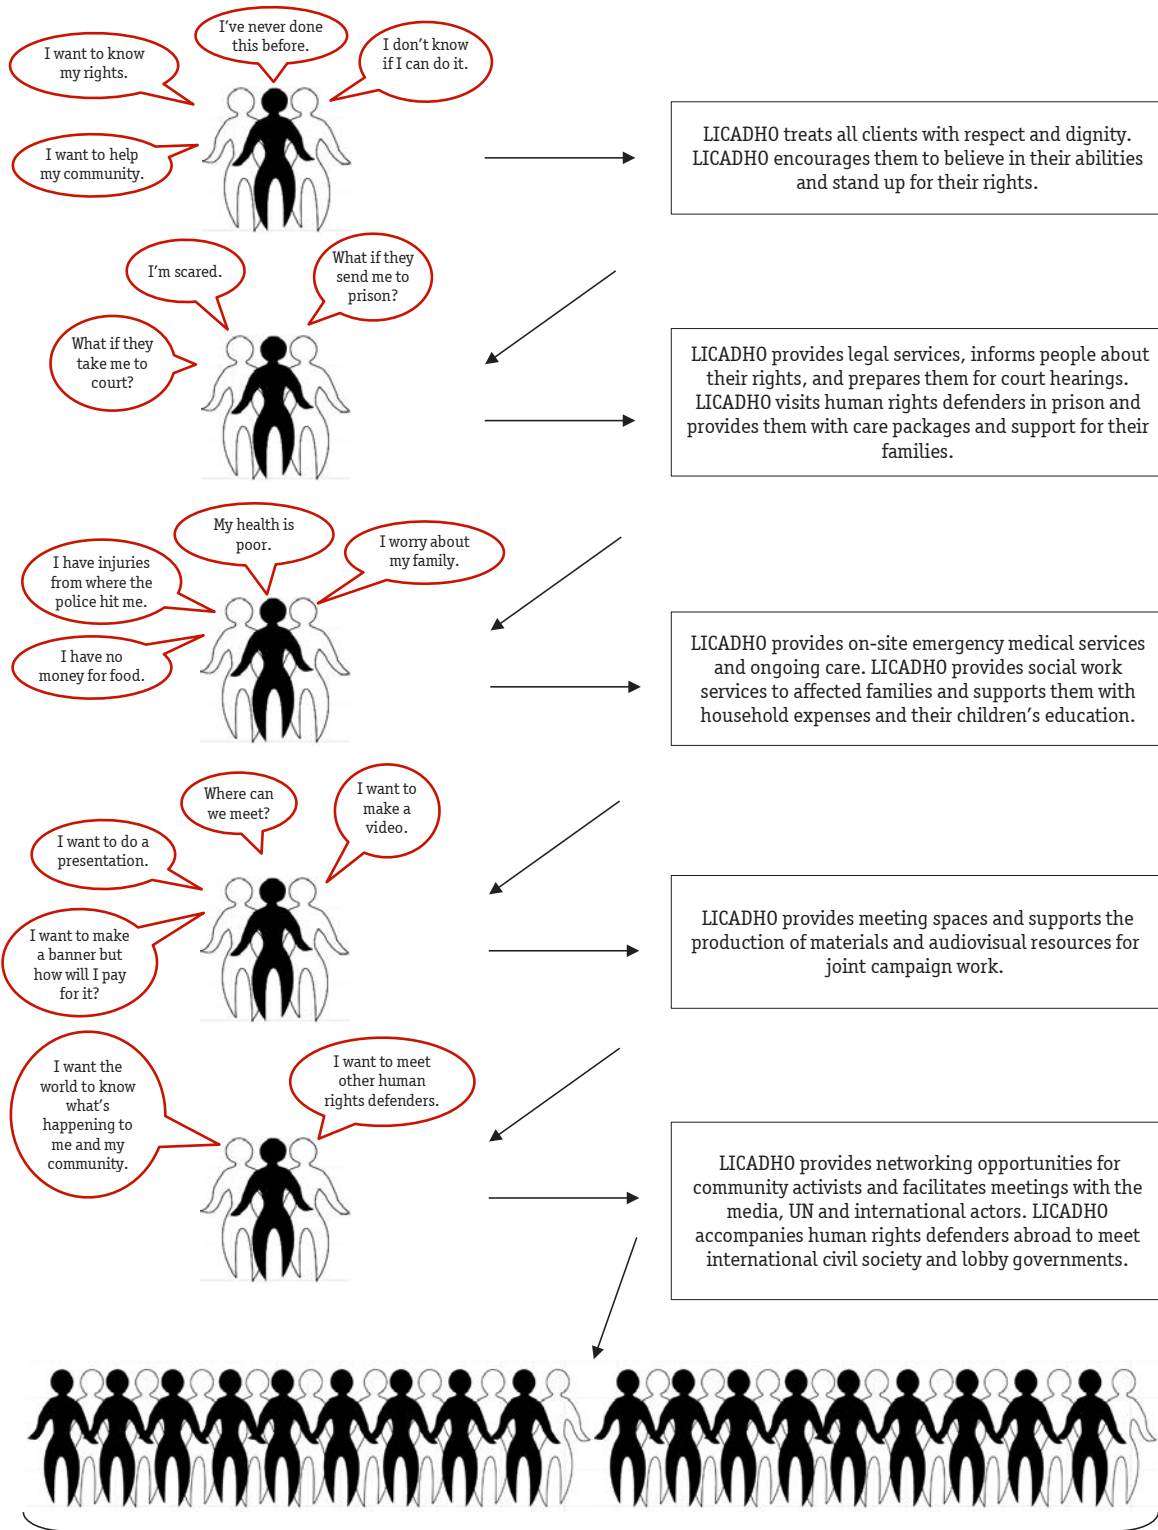 I've never done
this before.
I want to know
my rights.
I don't know
if I can do it.
I want to help
my community.
LICADHO treats all clients with respect and dignity.
LICADHO encourages them to believe in their abilities
and stand up for their rights.
I'm scared.
What if they
send me to
prison?
What if they
take me to
court?
LICADHO provides legal services, informs people about
their rights, and prepares them for court hearings.
LICADHO visits human rights defenders in prison and
provides them with care packages and support for their
families.
My health is
poor.
I worry about
my family.
I have injuries
from where the
police hit me.
I have no
money for food.
LICADHO provides on-site emergency medical services
and ongoing care. LICADHO provides social work
services to affected families and supports them with
household expenses and their children's education.
Where can
we meet?
I want to
make a
video.
I want to do a
presentation.
I want to make
a banner but
how will I pay
for it?
LICADHO provides meeting spaces and supports the
production of materials and audiovisual resources for
joint campaign work.
I want the
world to know
what's
happening to
me and my
community.
I want to meet
other human
rights defenders.
LICADHO provides networking opportunities for
community activists and facilitates meetings with the
media, UN and international actors. LICADHO
accompanies human rights defenders abroad to meet
international civil society and lobby governments.